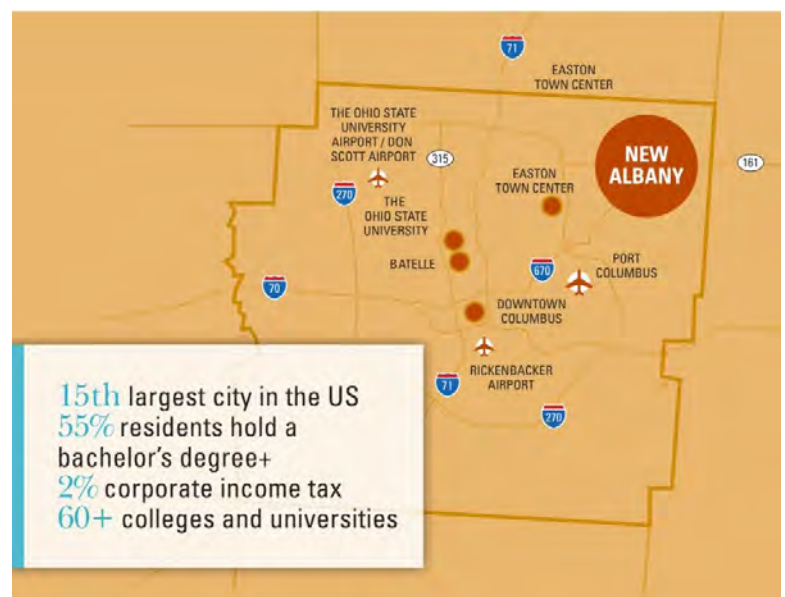 71
EASTON
TOWN CENTER
THE OHIO STATE
UNIVERSITY
AIRPORT / DON
SCOTT AIRPORT
315
NEW
ALBANY
161
EASTON
TOWN CENTER
270
THE
OHIO STATE
UNIVERSITY
BATELLE
670
PORT
COLUMBUS
70
DOWNTOWN
COLUMBUS
RICKENBACKER
AIRPORT
71
270
15th largest city in the US
55% residents hold a
bachelor's degree+
2% corporate income tax
60+ colleges and universities